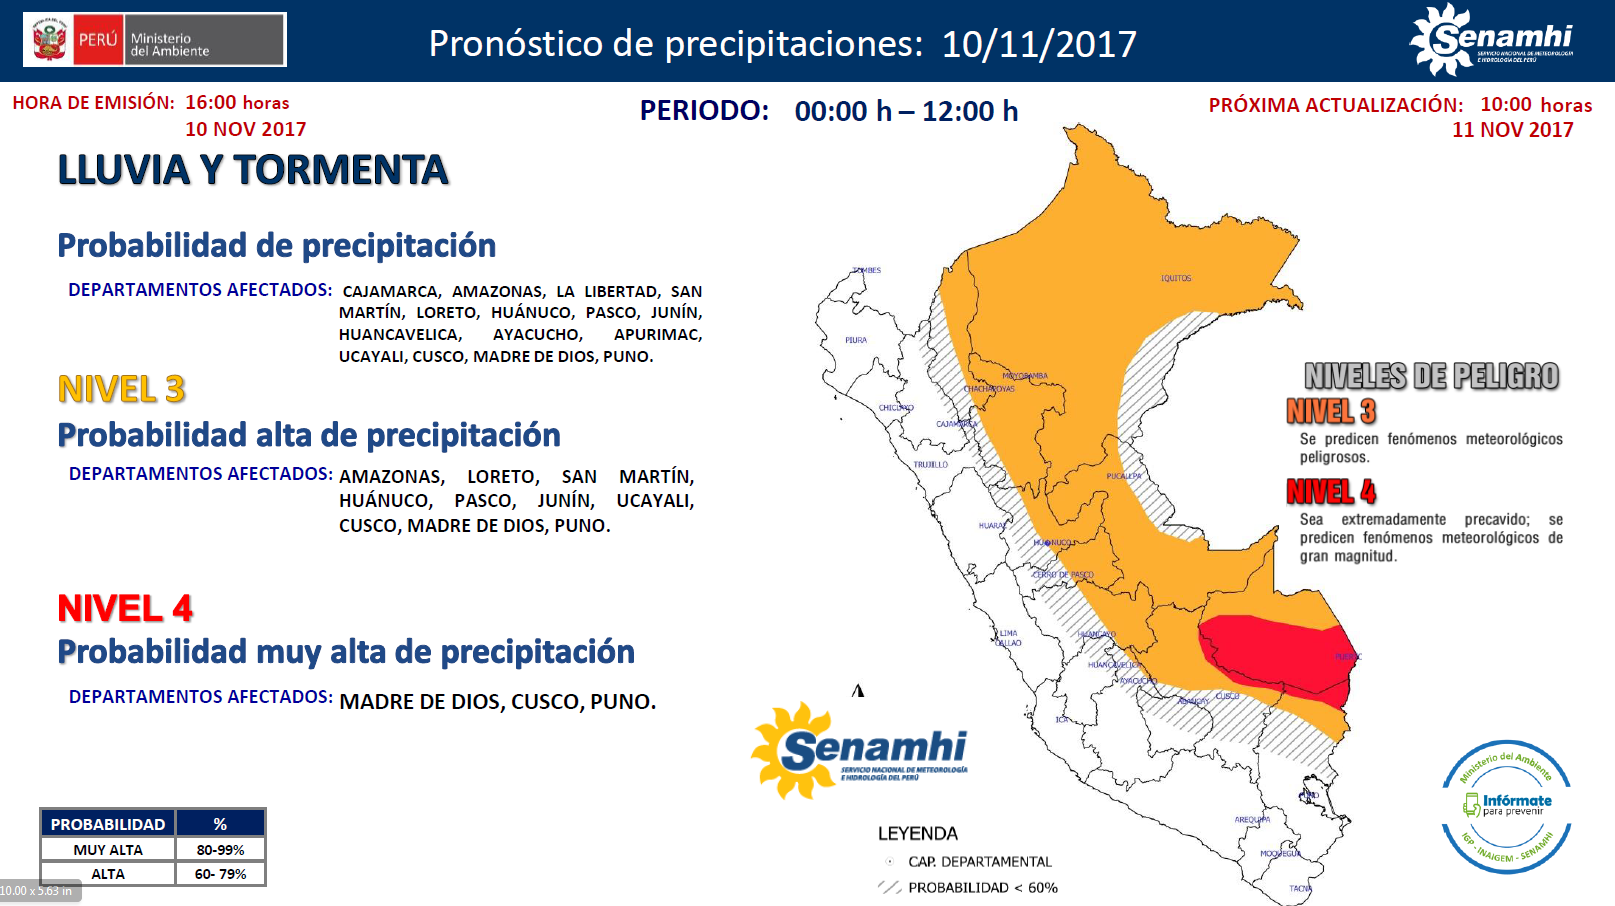 PERÚ
Ministerio
del Ambiente
Pronóstico de precipitaciones: 10/11/2017
Senamhi
SERVICIO NACIONAL DE METEOROLOGÍA
E HIDROLOGÍA DEL PERÚ
HORA DE EMISIÓN: 16:00 horas
10 NOV 2017
PERIODO: 00:00 h – 12:00 h
PRÓXIMA ACTUALIZACIÓN: 10:00 horas
11 NOV 2017
LLUVIA Y TORMENTA
Probabilidad de precipitación
DEPARTAMENTOS AFECTADOS: CAJAMARCA, AMAZONAS, LA LIBERTAD, SAN
MARTÍN, LORETO, HUÁNUCO, PASCO, JUNÍN,
HUANCAVELICA, AYACUCHO, APURIMAC,
UCAYALI, CUSCO, MADRE DE DIOS, PUNO.
NIVEL 3
Probabilidad alta de precipitación
DEPARTAMENTOS AFECTADOS: AMAZONAS, LORETO, SAN MARTÍN,
HUÁNUCO, PASCO, JUNÍN, UCAYALI,
CUSCO, MADRE DE DIOS, PUNO.
NIVEL 4
Probabilidad muy alta de precipitación
DEPARTAMENTOS AFECTADOS: MADRE DE DIOS, CUSCO, PUNO.
PROBABILIDAD %
MUY ALTA 80-99%
ALTA 60- 79%
10.00 x 5.63 in
IQUITOS
PIURA
MOYOBAMBA
CHACHAPOYAS
CHICLAYO
CAJAMARCA
TRUJILLO
PUCALLPA
HUARAZ
CERRO DE PASCO
LIMA
CALLAO
HUANCAYO
HUANCAVELICA
AYACUCHO
ABANCAY
CUSCO
ICA
PUNO
AREQUIPA
MOQUEGUA
TACNA
NIVELES DE PELIGRO
NIVEL 3
Se predicen fenómenos meteorológicos
peligrosos.
NIVEL 4
Sea extremadamente precavido; se
predicen fenómenos meteorológicos de
gran magnitud.
Senamhi
SERVICIO NACIONAL DE METEOROLOGÍA
E HIDROLOGÍA DEL PERÚ
LEYENDA
CAP. DEPARTAMENTAL
PROBABILIDAD < 60%
Ministerio del Ambiente
Infórmate
para prevenir
IGP - INAIGEM - SENAMHI